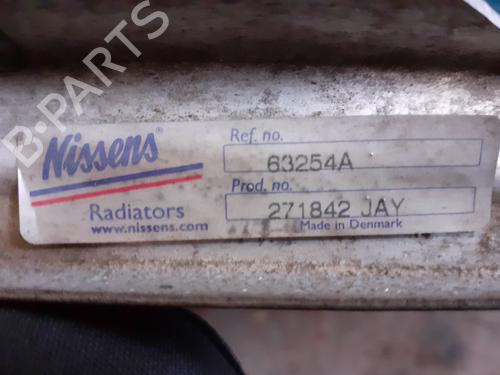 B-PARTS
Nissens®
Radiators
www.nissens.com
Ref. no.
63254A
Prod. no.
271842 JAY
Made in Denmark